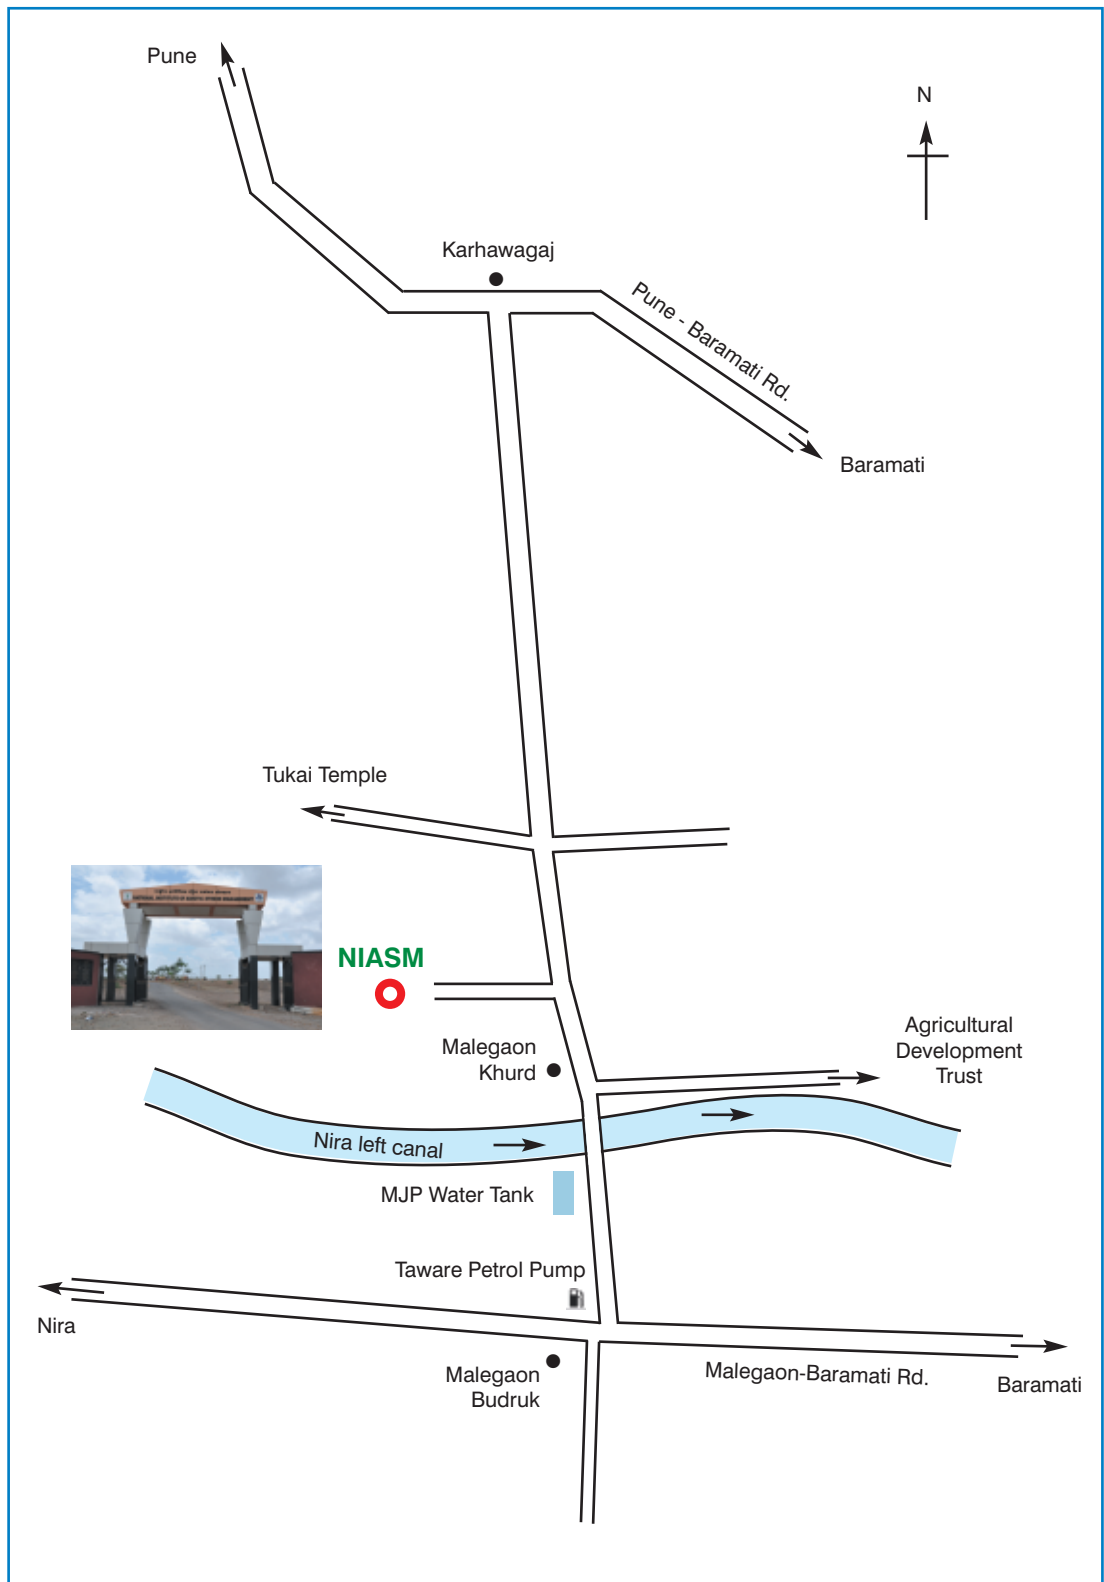 Pune
N
Karhawagaj
Pune - Baramati Rd.
Baramati
Tukai Temple
NIASM
Malegaon
Khurd
Agricultural
Development
Trust
Nira left canal
MJP Water Tank
Taware Petrol Pump
Nira
Malegaon
Budruk
Malegaon-Baramati Rd.
Baramati